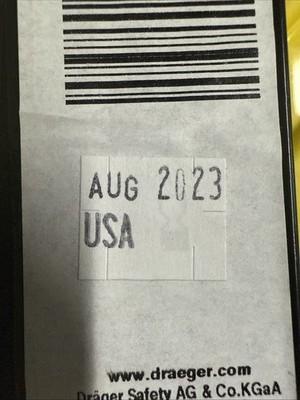 AUG 2023
USA
www.draeger.com
Dräger Safety AG & Co.KGaA